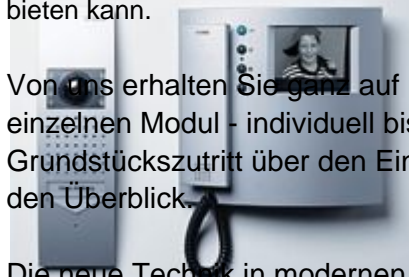 bieten kann.
Von uns erhalten Sie ganz auf
einzelnen Modul - individuell bis
Grundstückszutritt über den Ein
den Überblick.
Die neue Technik in modernen